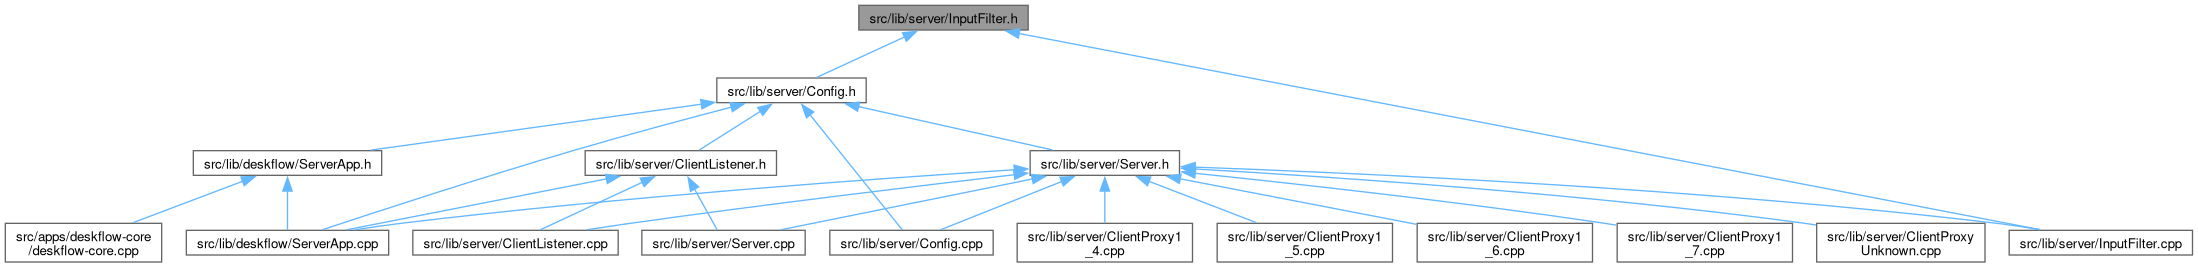 src/lib/server/InputFilter.h
src/lib/server/Config.h
src/lib/deskflow/ServerApp.h
src/lib/server/ClientListener.h
src/lib/server/Server.h
src/apps/deskflow-core
/deskflow-core.cpp
src/lib/deskflow/ServerApp.cpp
src/lib/server/ClientListener.cpp
src/lib/server/Server.cpp
src/lib/server/Config.cpp
src/lib/server/ClientProxy1
_4.cpp
src/lib/server/ClientProxy1
_5.cpp
src/lib/server/ClientProxy1
_6.cpp
src/lib/server/ClientProxy1
_7.cpp
src/lib/server/ClientProxy
Unknown.cpp
src/lib/server/InputFilter.cpp